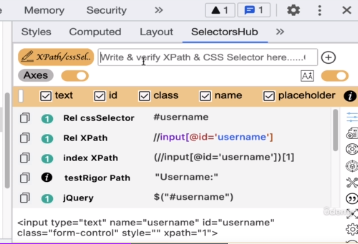 Memory Security » 1 1
Styles Computed Layout SelectorsHub »
XPath/cssSel.. Write & verify XPath & CSS Selector here......!
Axes
text id class name placeholder
1 Rel cssSelector #username
1 Rel XPath //input[@id='username']
1 index XPath (//input[@id='username'])[1]
testRigor Path "Username:"
1 jQuery $("#username")
<input type="text" name="username" id="username"
class="form-control" style="" xpath="1">